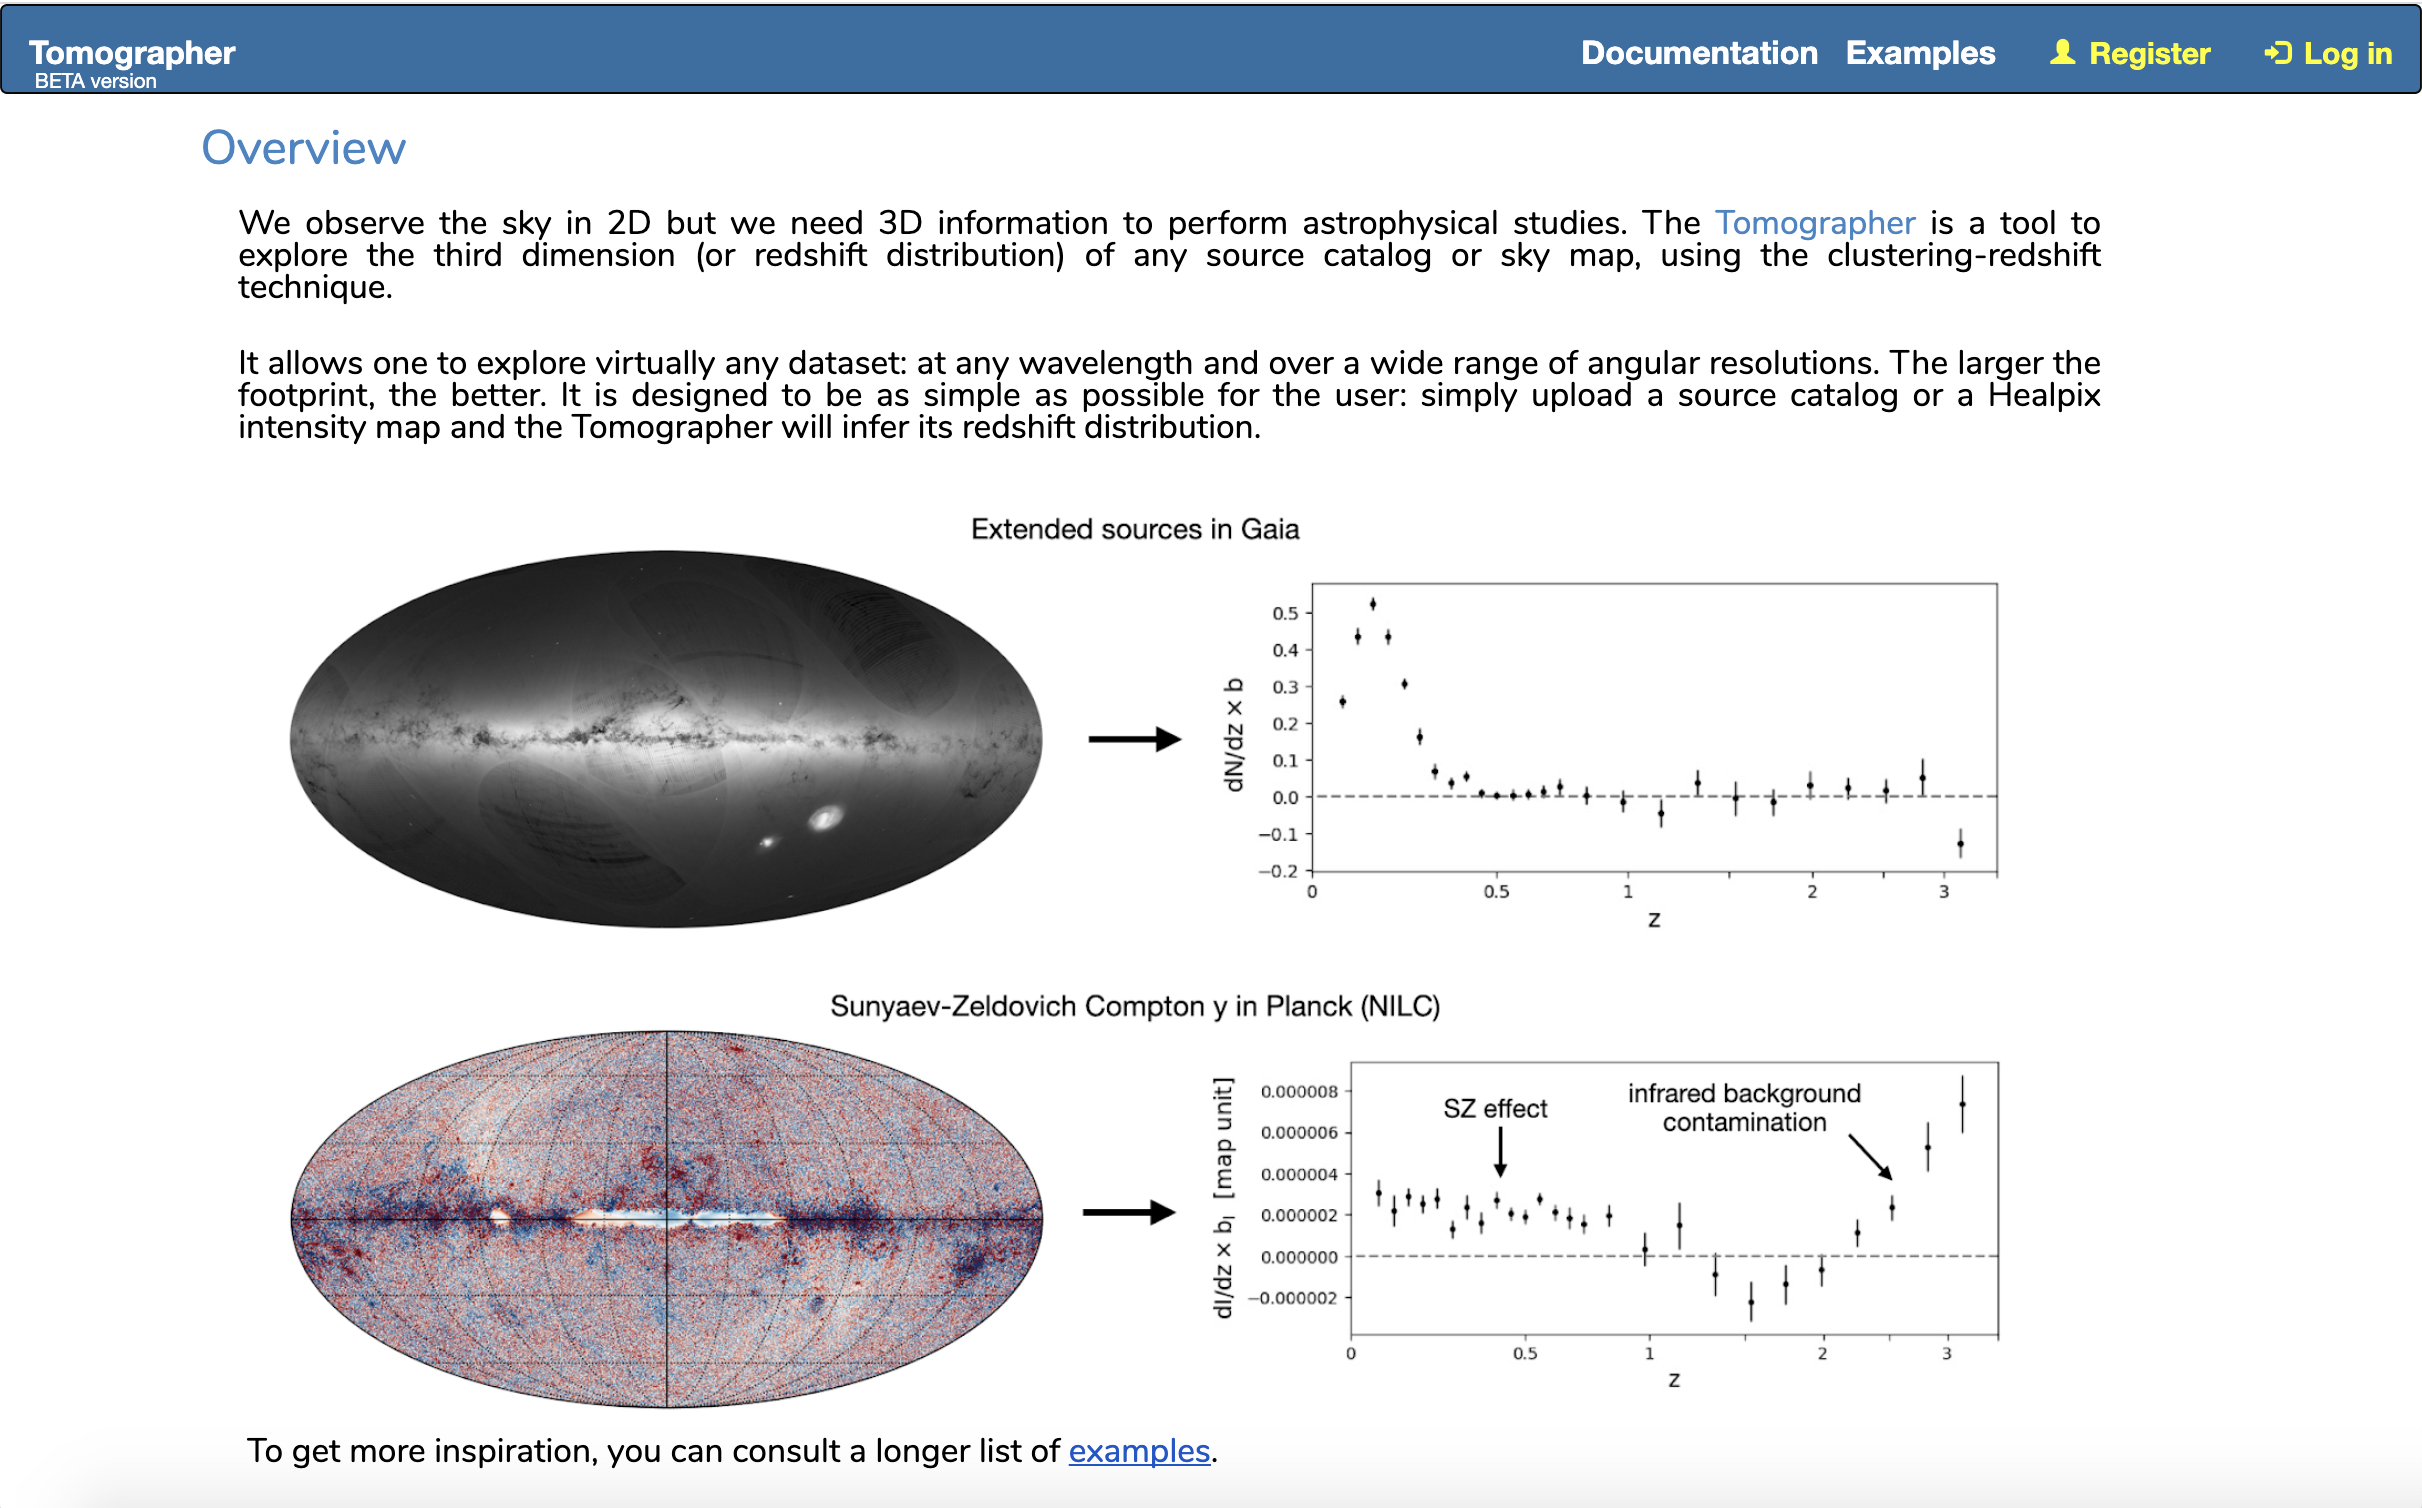 Tomographer
BETA version
Documentation Examples Register Log in
Overview
We observe the sky in 2D but we need 3D information to perform astrophysical studies. The Tomographer is a tool to
explore the third dimension (or redshift distribution) of any source catalog or sky map, using the clustering-redshift
technique.
It allows one to explore virtually any dataset: at any wavelength and over a wide range of angular resolutions. The larger the
footprint, the better. It is designed to be as simple as possible for the user: simply upload a source catalog or a Healpix
intensity map and the Tomographer will infer its redshift distribution.
Extended sources in Gaia
dN/dz × b
0.5
0.4
0.3
0.2
0.1
0.0
−0.1
−0.2
0 0.5 1 2 3
z
Sunyaev-Zeldovich Compton y in Planck (NILC)
dI/dz × bI [map unit]
0.000008
0.000006
0.000004
0.000002
0.000000
−0.000002
SZ effect
infrared background
contamination
0 0.5 1 2 3
z
To get more inspiration, you can consult a longer list of examples.